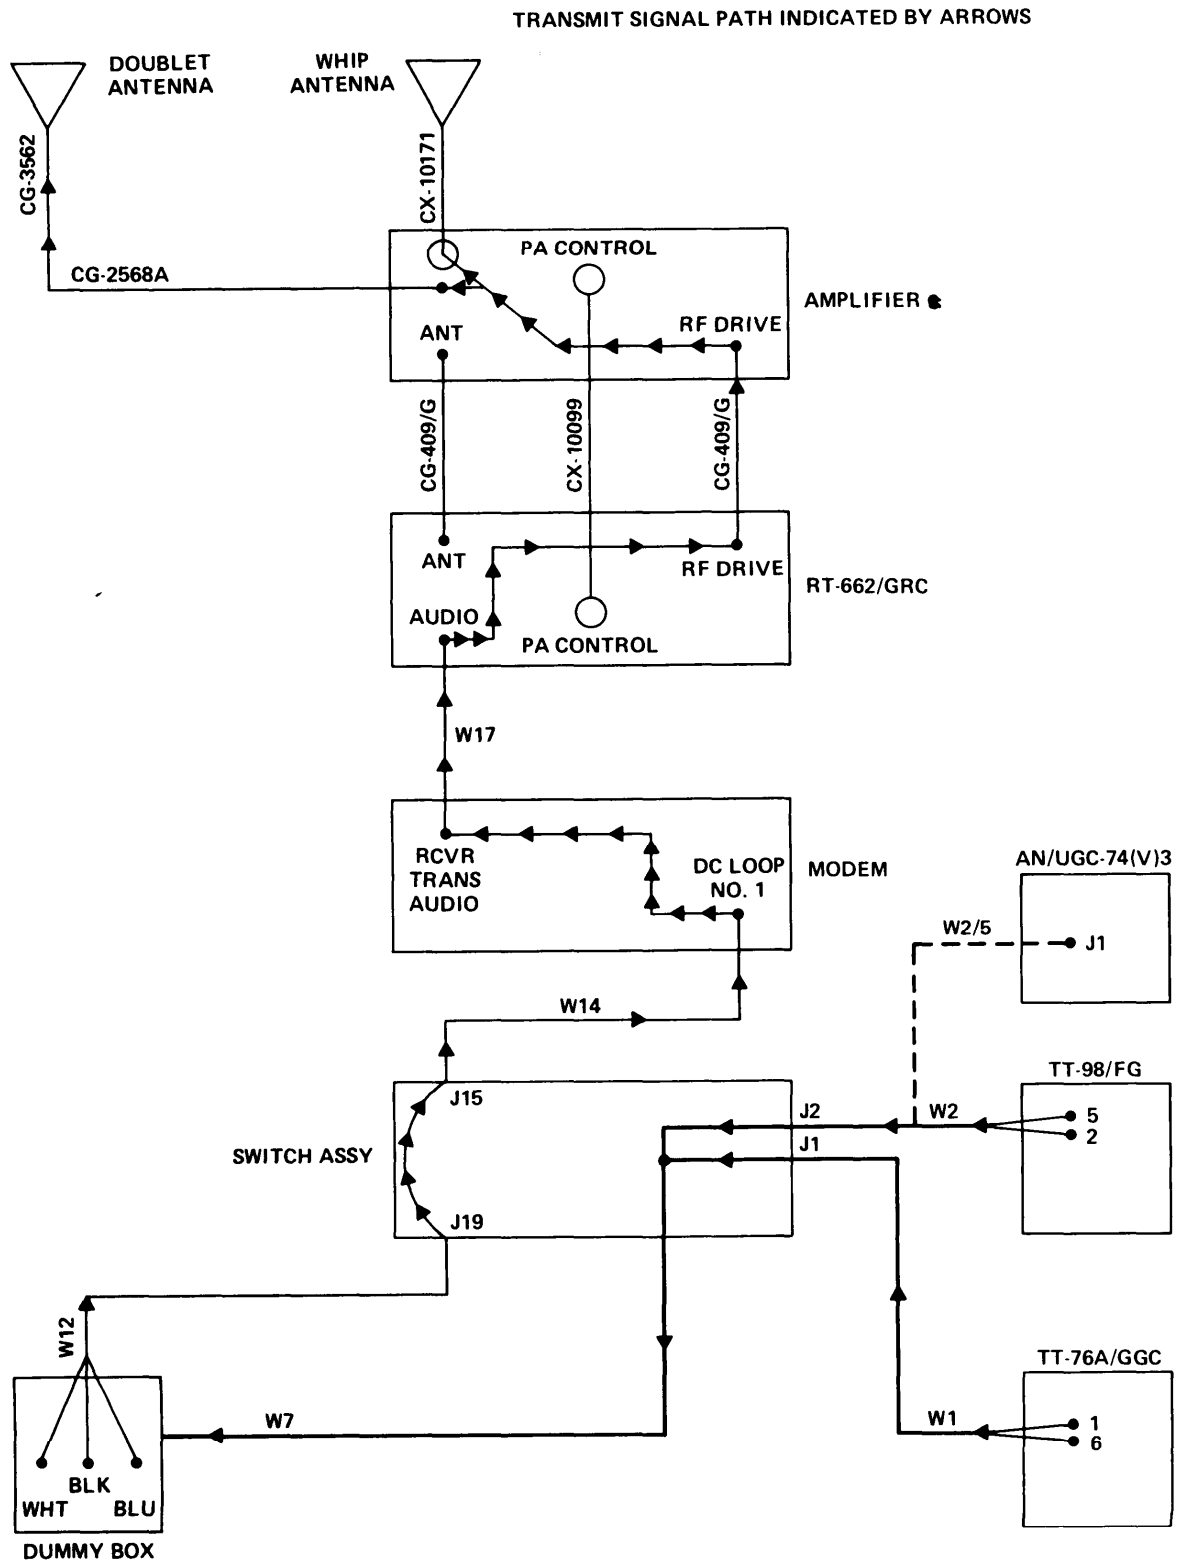 TRANSMIT SIGNAL PATH INDICATED BY ARROWS
DOUBLET
ANTENNA
WHIP
ANTENNA
CG-3562
CX-10171
CG-2568A
PA CONTROL
AMPLIFIER
ANT
RF DRIVE
CG-409/G
CX-10099
CG-409/G
ANT
RF DRIVE
RT-662/GRC
AUDIO
PA CONTROL
W17
RCVR
TRANS
AUDIO
DC LOOP
NO. 1
MODEM
AN/UGC-74(V)3
W2/5
J1
W14
TT-98/FG
J15
J2
W2
5
2
J1
SWITCH ASSY
J19
W12
TT-76A/GGC
W7
W1
1
6
WHT
BLK
BLU
DUMMY BOX